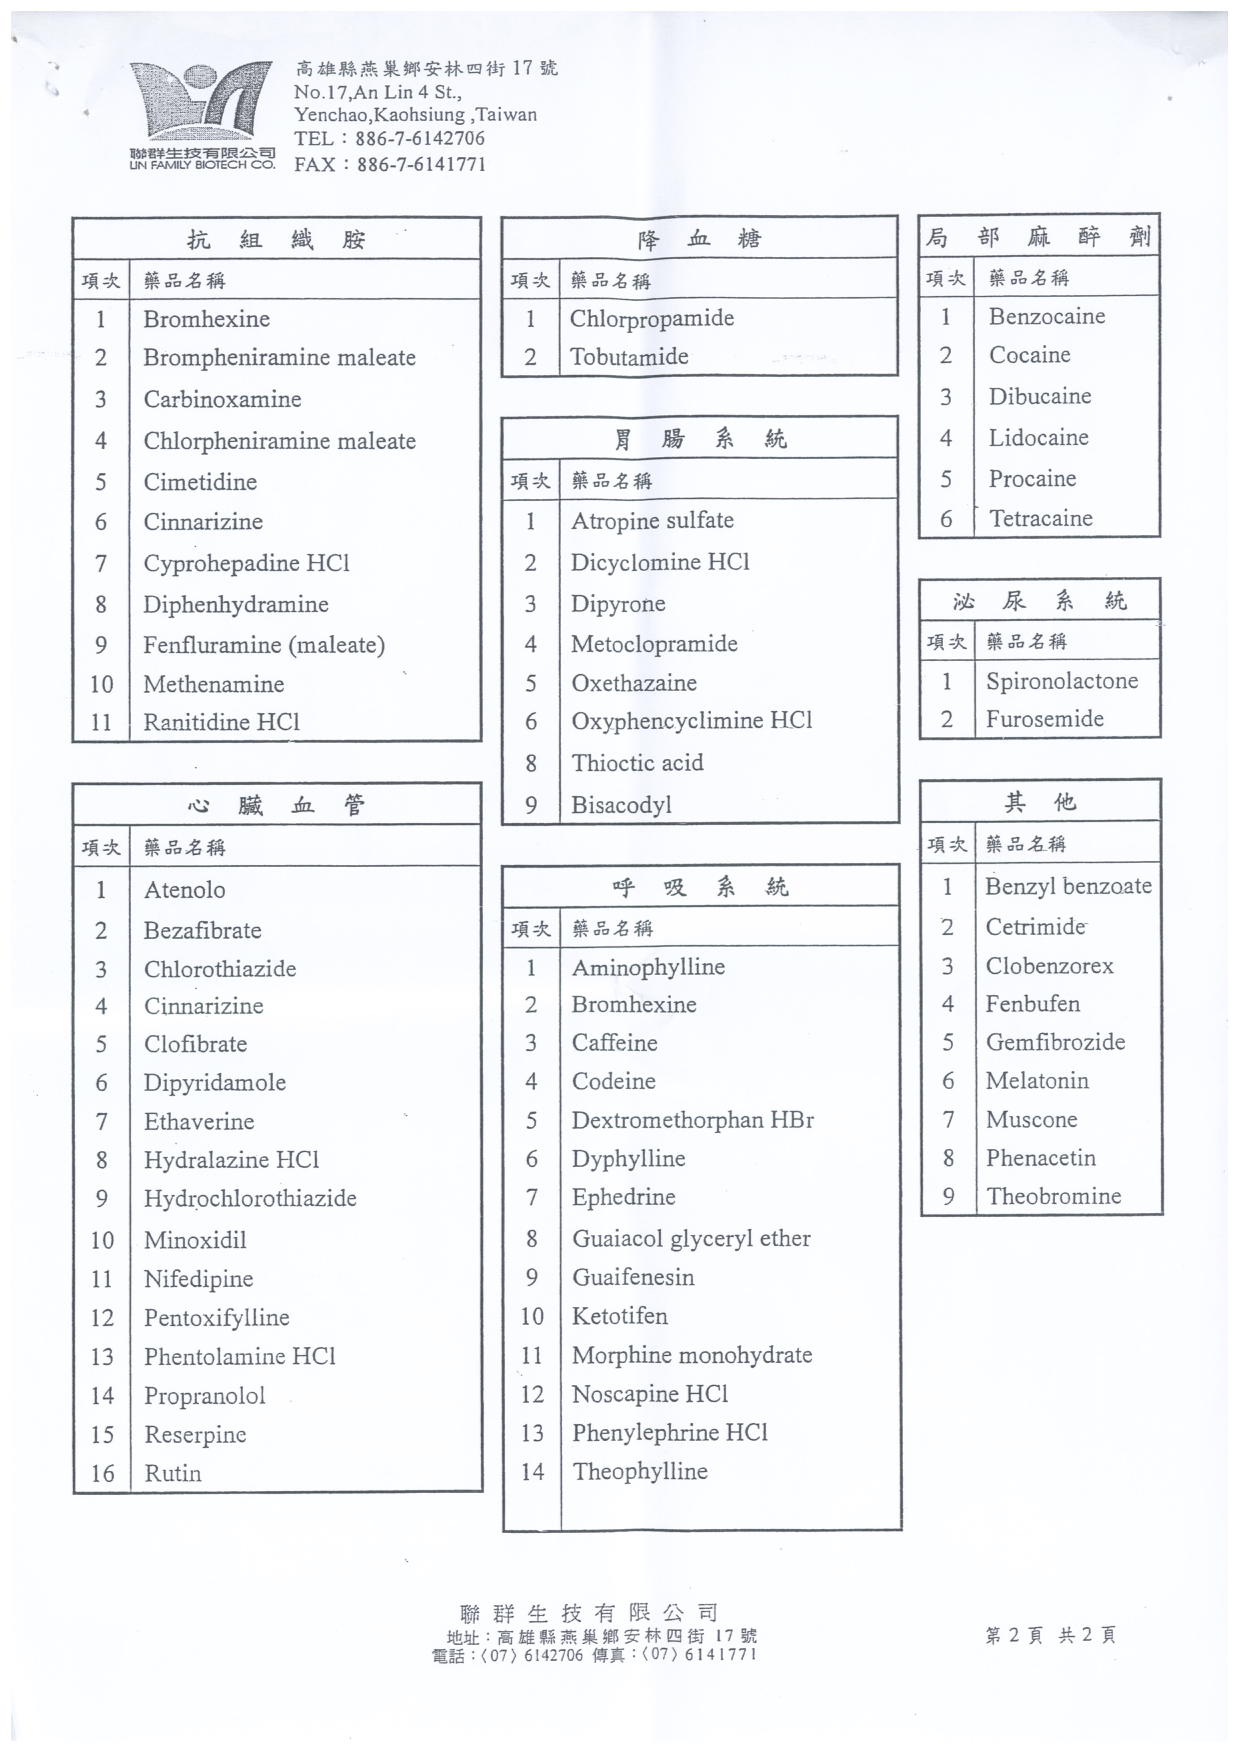 高雄縣燕巢鄉安林四街 17 號
No.17,An Lin 4 St.,
Yenchao,Kaohsiung ,Taiwan
TEL：886-7-6142706
FAX：886-7-6141771
聯群生技有限公司
LIN FAMILY BIOTECH CO.
抗組織胺
項次 藥品名稱
1 Bromhexine
2 Brompheniramine maleate
3 Carbinoxamine
4 Chlorpheniramine maleate
5 Cimetidine
6 Cinnarizine
7 Cyprohepadine HCl
8 Diphenhydramine
9 Fenfluramine (maleate)
10 Methenamine
11 Ranitidine HCl
心臟血管
項次 藥品名稱
1 Atenolo
2 Bezafibrate
3 Chlorothiazide
4 Cinnarizine
5 Clofibrate
6 Dipyridamole
7 Ethaverine
8 Hydralazine HCl
9 Hydrochlorothiazide
10 Minoxidil
11 Nifedipine
12 Pentoxifylline
13 Phentolamine HCl
14 Propranolol
15 Reserpine
16 Rutin
降血糖
項次 藥品名稱
1 Chlorpropamide
2 Tobutamide
胃腸系統
項次 藥品名稱
1 Atropine sulfate
2 Dicyclomine HCl
3 Dipyrone
4 Metoclopramide
5 Oxethazaine
6 Oxyphencyclimine HCl
8 Thioctic acid
9 Bisacodyl
呼吸系統
項次 藥品名稱
1 Aminophylline
2 Bromhexine
3 Caffeine
4 Codeine
5 Dextromethorphan HBr
6 Dyphylline
7 Ephedrine
8 Guaiacol glyceryl ether
9 Guaifenesin
10 Ketotifen
11 Morphine monohydrate
12 Noscapine HCl
13 Phenylephrine HCl
14 Theophylline
局部麻醉劑
項次 藥品名稱
1 Benzocaine
2 Cocaine
3 Dibucaine
4 Lidocaine
5 Procaine
6 Tetracaine
泌尿系統
項次 藥品名稱
1 Spironolactone
2 Furosemide
其他
項次 藥品名稱
1 Benzyl benzoate
2 Cetrimide
3 Clobenzorex
4 Fenbufen
5 Gemfibrozide
6 Melatonin
7 Muscone
8 Phenacetin
9 Theobromine
聯群生技有限公司
地址：高雄縣燕巢鄉安林四街 17 號
電話：〈07〉6142706 傳真：〈07〉6141771
第 2 頁 共 2 頁